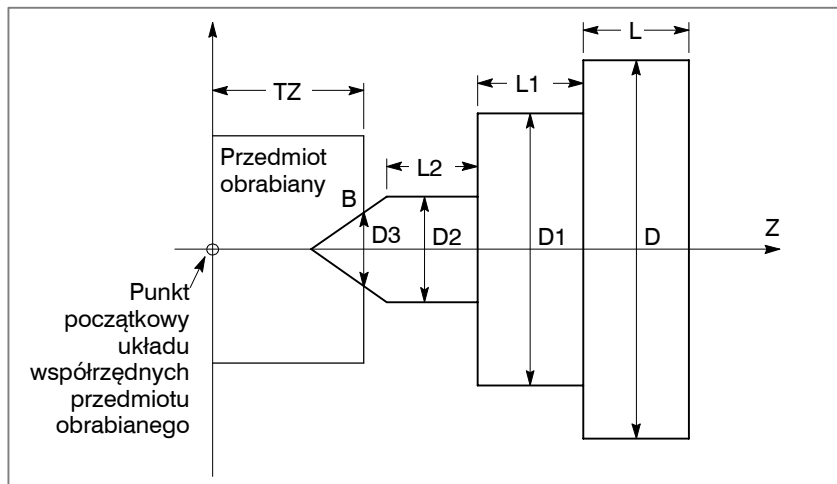 L
TZ
L1
Przedmiot
obrabiany
L2
B
Z
D3
D2
D1
D
Punkt
początkowy
układu
współrzędnych
przedmiotu
obrabianego